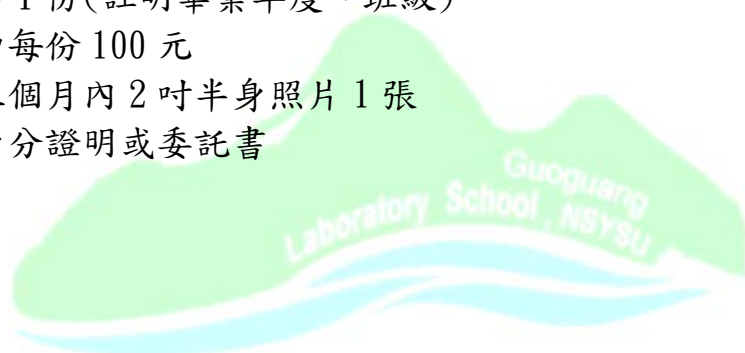 1 份(證明畢業年度、班級)
每份 100 元
個月內 2 吋半身照片 1 張
分證明或委託書
Guoguang
Laboratory School , NSYSU